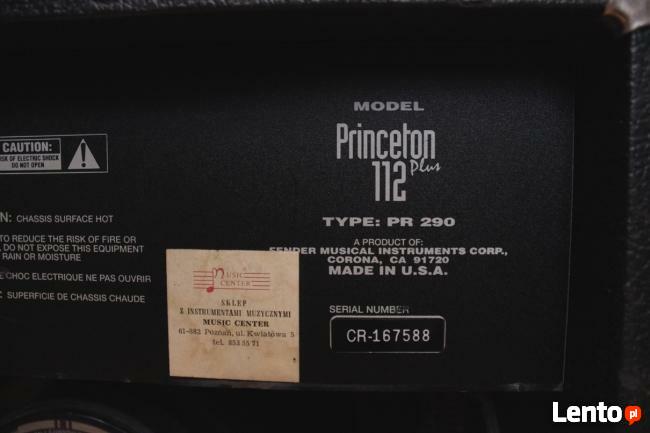 CAUTION:
RISK OF ELECTRIC SHOCK
DO NOT OPEN
N: CHASSIS SURFACE HOT
TO REDUCE THE RISK OF FIRE OR
, DO NOT EXPOSE THIS EQUIPMENT
RAIN OR MOISTURE
E CHOC ELECTRIQUE NE PAS OUVRIR
: SUPERFICIE DE CHASSIS CHAUDE
MODEL
Princeton
112 Plus
TYPE: PR 290
A PRODUCT OF:
FENDER MUSICAL INSTRUMENTS CORP.,
CORONA, CA 91720
MADE IN U.S.A.
SERIAL NUMBER
CR-167588
MUSIC
CENTER
SKLEP
Z INSTRUMENTAMI MUZYCZNYMI
MUSIC CENTER
61-882 Poznań, ul. Kwiatowa 5
tel. 853 55 71
Lento.pl